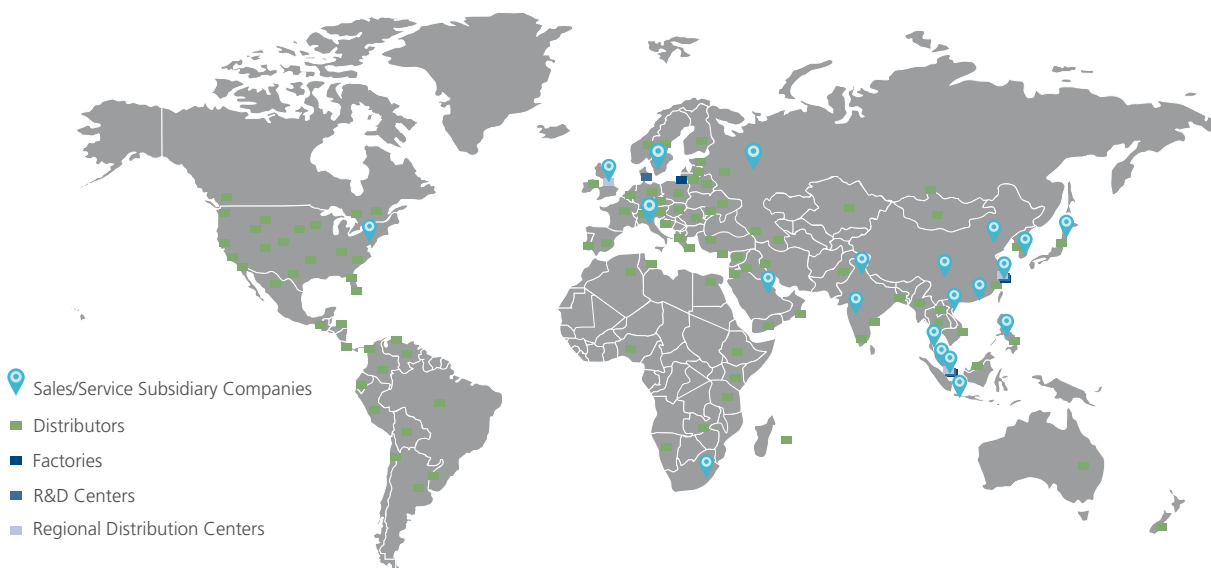 Sales/Service Subsidiary Companies
Distributors
Factories
R&D Centers
Regional Distribution Centers